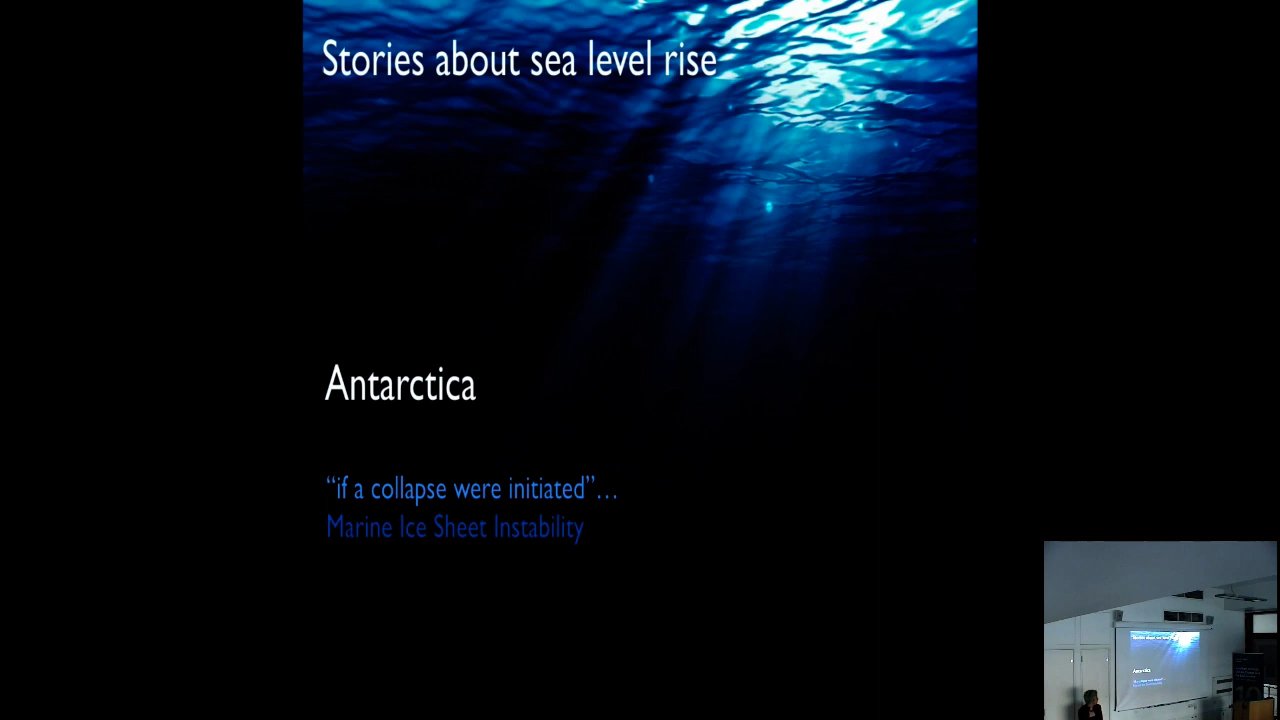 Stories about sea level rise
Antarctica
“if a collapse were initiated”…
Marine Ice Sheet Instability